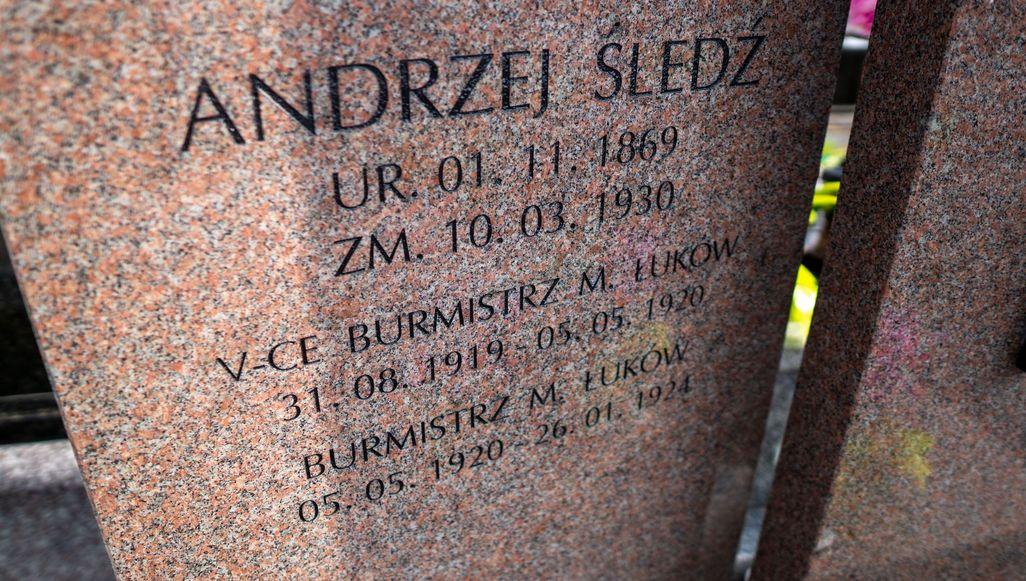 ANDRZEJ ŚLEDŹ
UR. 01. 11. 1869
ZM. 10. 03. 1930
V-CE BURMISTRZ M. ŁUKÓW
31. 08. 1919 - 05. 05. 1920
BURMISTRZ M. ŁUKÓW
05. 05. 1920 - 26. 01. 1924